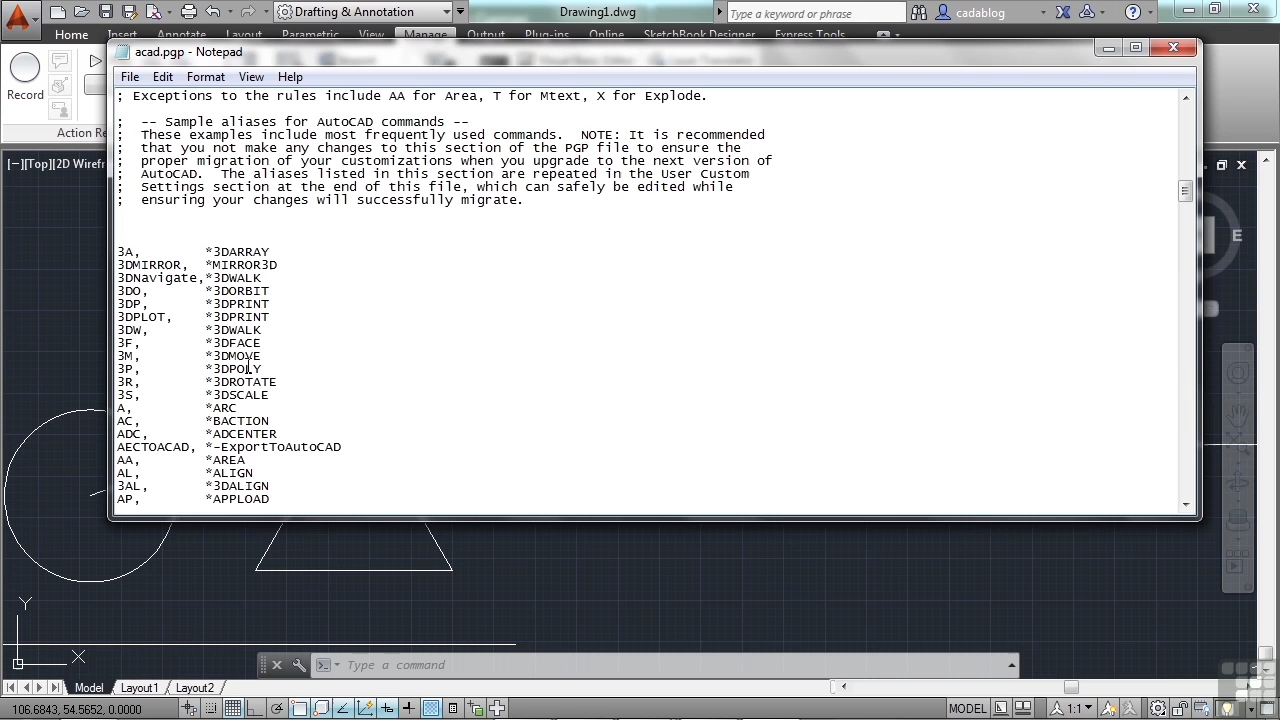 Drafting & Annotation
Drawing1.dwg
Type a keyword or phrase
cadablog
Home Insert Annotate Layout Parametric View Manage Output Plug-ins Online SketchBook Designer Express Tools
Record
Action Re
acad.pgp - Notepad
File Edit Format View Help
; Exceptions to the rules include AA for Area, T for Mtext, X for Explode.
; -- Sample aliases for AutoCAD commands --
; These examples include most frequently used commands. NOTE: It is recommended
; that you not make any changes to this section of the PGP file to ensure the
; proper migration of your customizations when you upgrade to the next version of
; AutoCAD. The aliases listed in this section are repeated in the User Custom
; Settings section at the end of this file, which can safely be edited while
; ensuring your changes will successfully migrate.
3A, *3DARRAY
3DMIRROR, *MIRROR3D
3DNavigate,*3DWALK
3DO, *3DORBIT
3DP, *3DPRINT
3DPLOT, *3DPRINT
3DW, *3DWALK
3F, *3DFACE
3M, *3DMOVE
3P, *3DPOLY
3R, *3DROTATE
3S, *3DSCALE
A, *ARC
AC, *BACTION
ADC, *ADCENTER
AECTOACAD, *-ExportToAutoCAD
AA, *AREA
AL, *ALIGN
3AL, *3DALIGN
AP, *APPLOAD
[−][Top][2D Wirefr
E
Y
X
Type a command
Model Layout1 Layout2
106.6843, 54.5652, 0.0000
MODEL
1:1